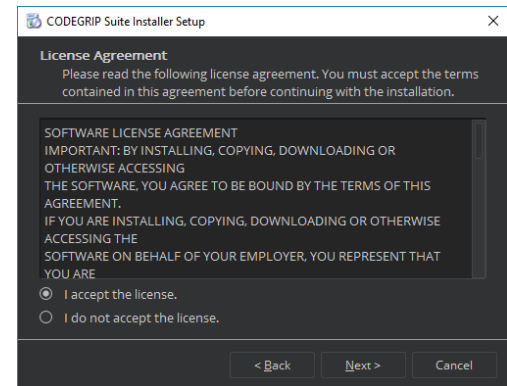 CODEGRIP Suite Installer Setup
License Agreement
Please read the following license agreement. You must accept the terms
contained in this agreement before continuing with the installation.
SOFTWARE LICENSE AGREEMENT
IMPORTANT: BY INSTALLING, COPYING, DOWNLOADING OR
OTHERWISE ACCESSING
THE SOFTWARE, YOU AGREE TO BE BOUND BY THE TERMS OF THIS
AGREEMENT.
IF YOU ARE INSTALLING, COPYING, DOWNLOADING OR OTHERWISE
ACCESSING THE
SOFTWARE ON BEHALF OF YOUR EMPLOYER, YOU REPRESENT THAT
YOU ARE
I accept the license.
I do not accept the license.
< Back Next > Cancel